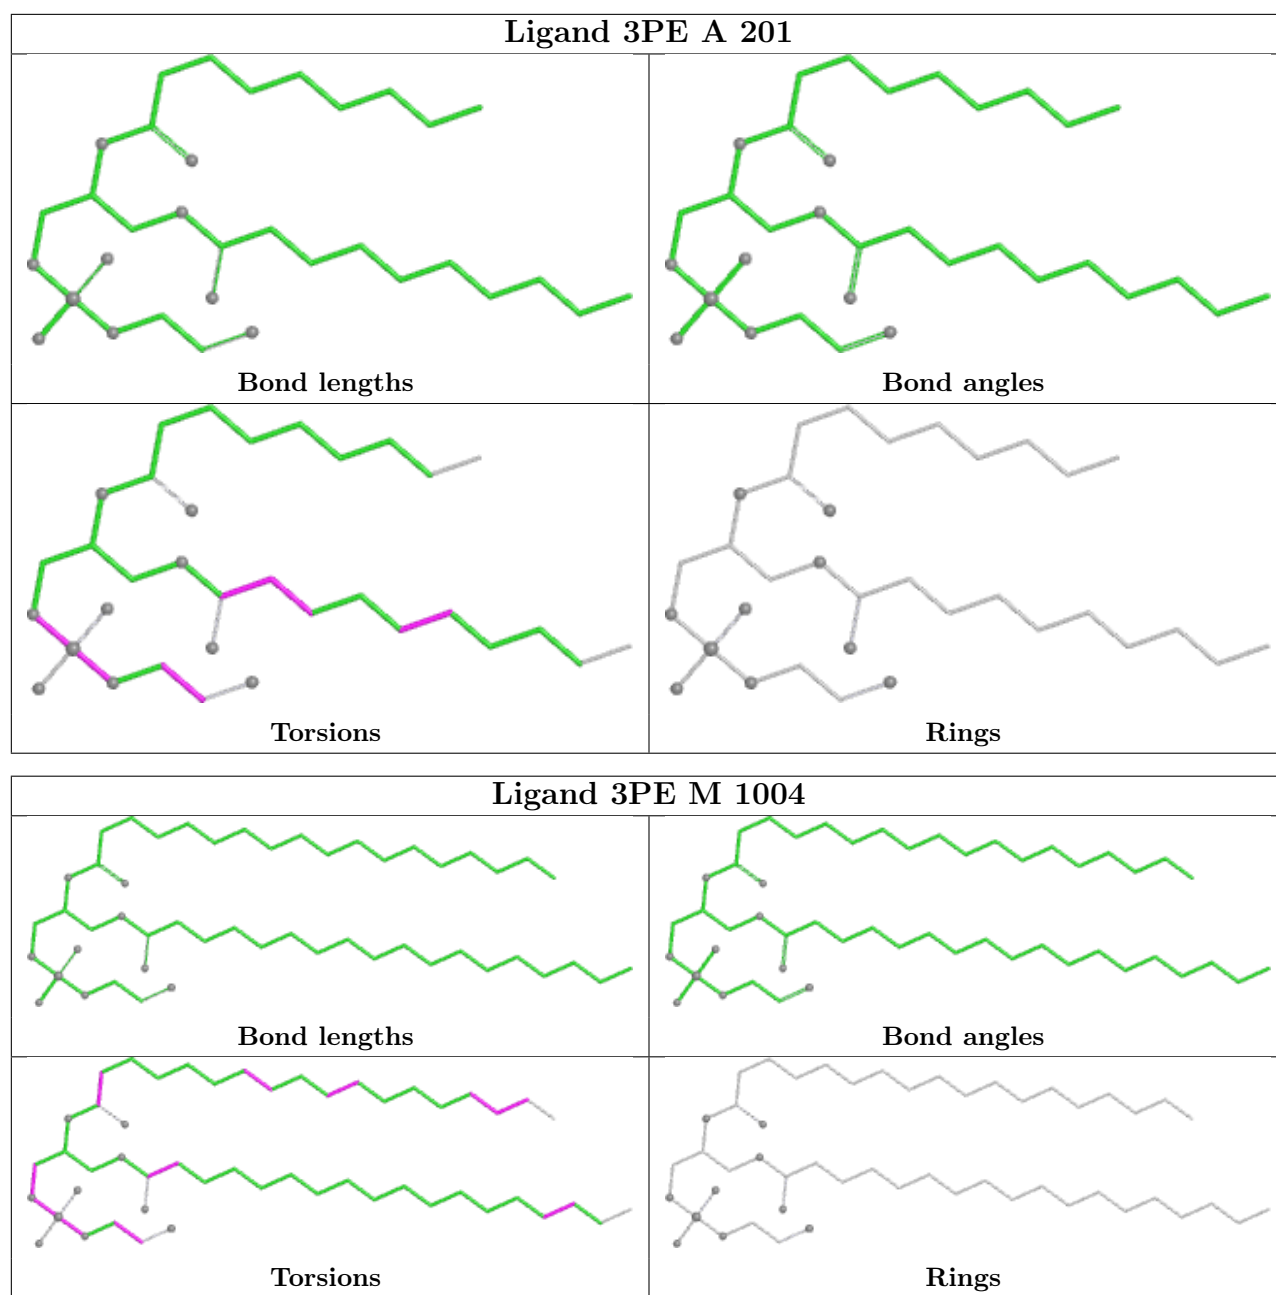 Ligand 3PE A 201
Bond lengths
Bond angles
Torsions
Rings
Ligand 3PE M 1004
Bond lengths
Bond angles
Torsions
Rings